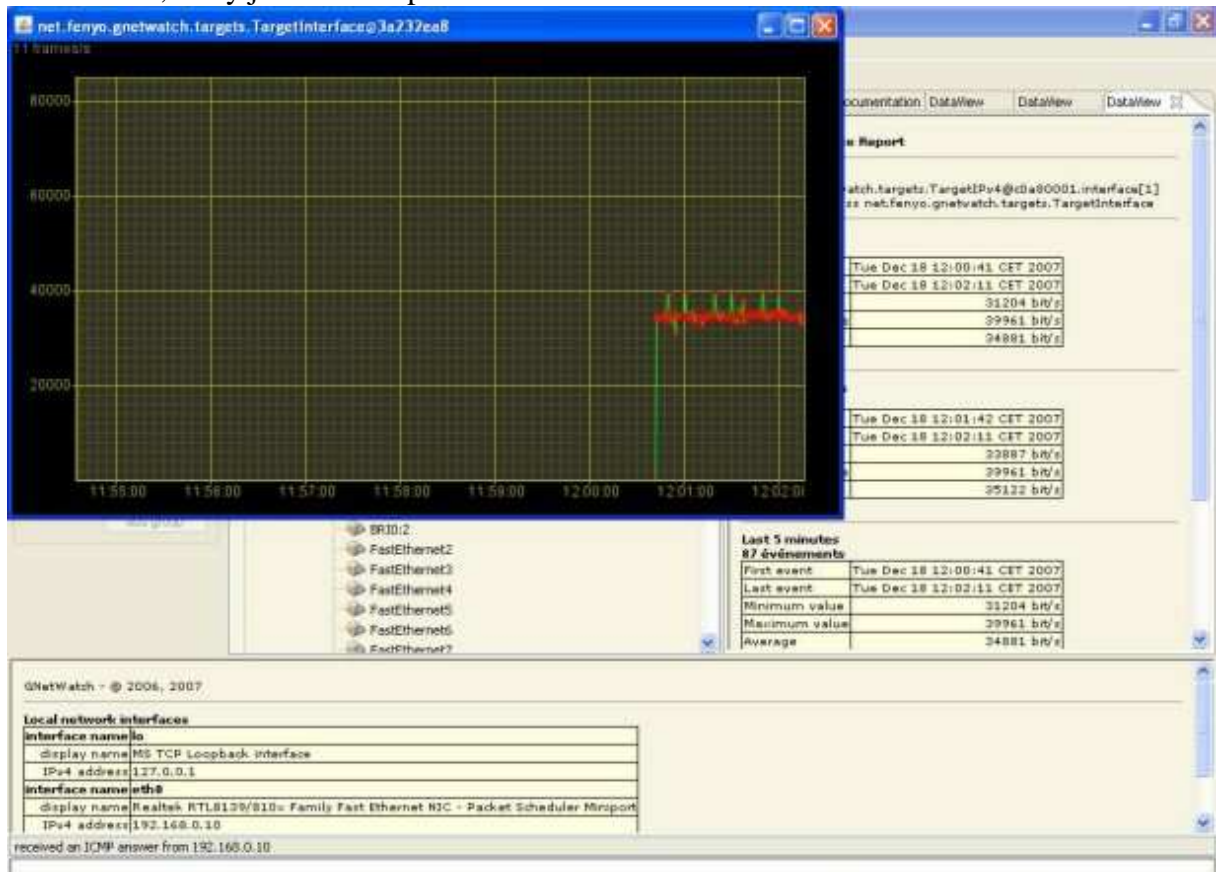 net.fenyo.gnetwatch.targets.TargetInterface@3a237ea8
11 frames/s
80000
60000
40000
20000
11:55:00 11:56:00 11:57:00 11:58:00 11:59:00 12:00:00 12:01:00
ocumentation DataView DataView DataView
e Report
atch.targets.TargetIPv4@c0a80001.interface[1]
ss net.fenyo.gnetwatch.targets.TargetInterface
Tue Dec 18 12:00:41 CET 2007
Tue Dec 18 12:02:11 CET 2007
31204 bit/s
39961 bit/s
34881 bit/s
Tue Dec 18 12:01:42 CET 2007
Tue Dec 18 12:02:11 CET 2007
33887 bit/s
39961 bit/s
35122 bit/s
BRI0:2
FastEthernet2
FastEthernet3
FastEthernet4
FastEthernet5
FastEthernet6
FastEthernet7
Last 5 minutes
87 événements
First event Tue Dec 18 12:00:41 CET 2007
Last event Tue Dec 18 12:02:11 CET 2007
Minimum value 31204 bit/s
Maximum value 39961 bit/s
Average 34881 bit/s
GNetWatch - © 2006, 2007
Local network interfaces
interface name lo
display name MS TCP Loopback interface
IPv4 address 127.0.0.1
interface name eth0
display name Realtek RTL8139/810x Family Fast Ethernet NIC - Packet Scheduler Miniport
IPv4 address 192.168.0.10
received an ICMP answer from 192.168.0.10